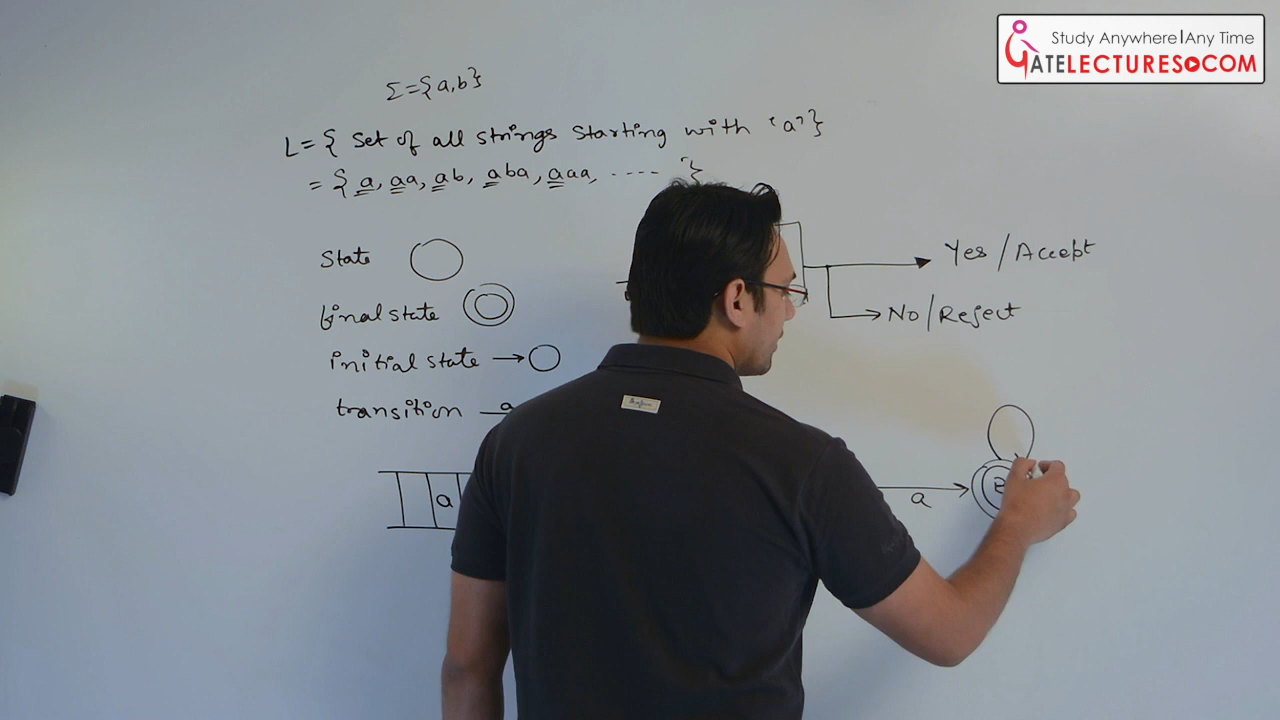 Study Anywhere|Any Time
GATELECTURES.COM
Σ={a,b}
L={ Set of all strings starting with 'a'}
= { a, aa, ab, aba, aaa, ..... }
State
final state
initial state
transition a
Yes/Accept
No/Reject
a
a